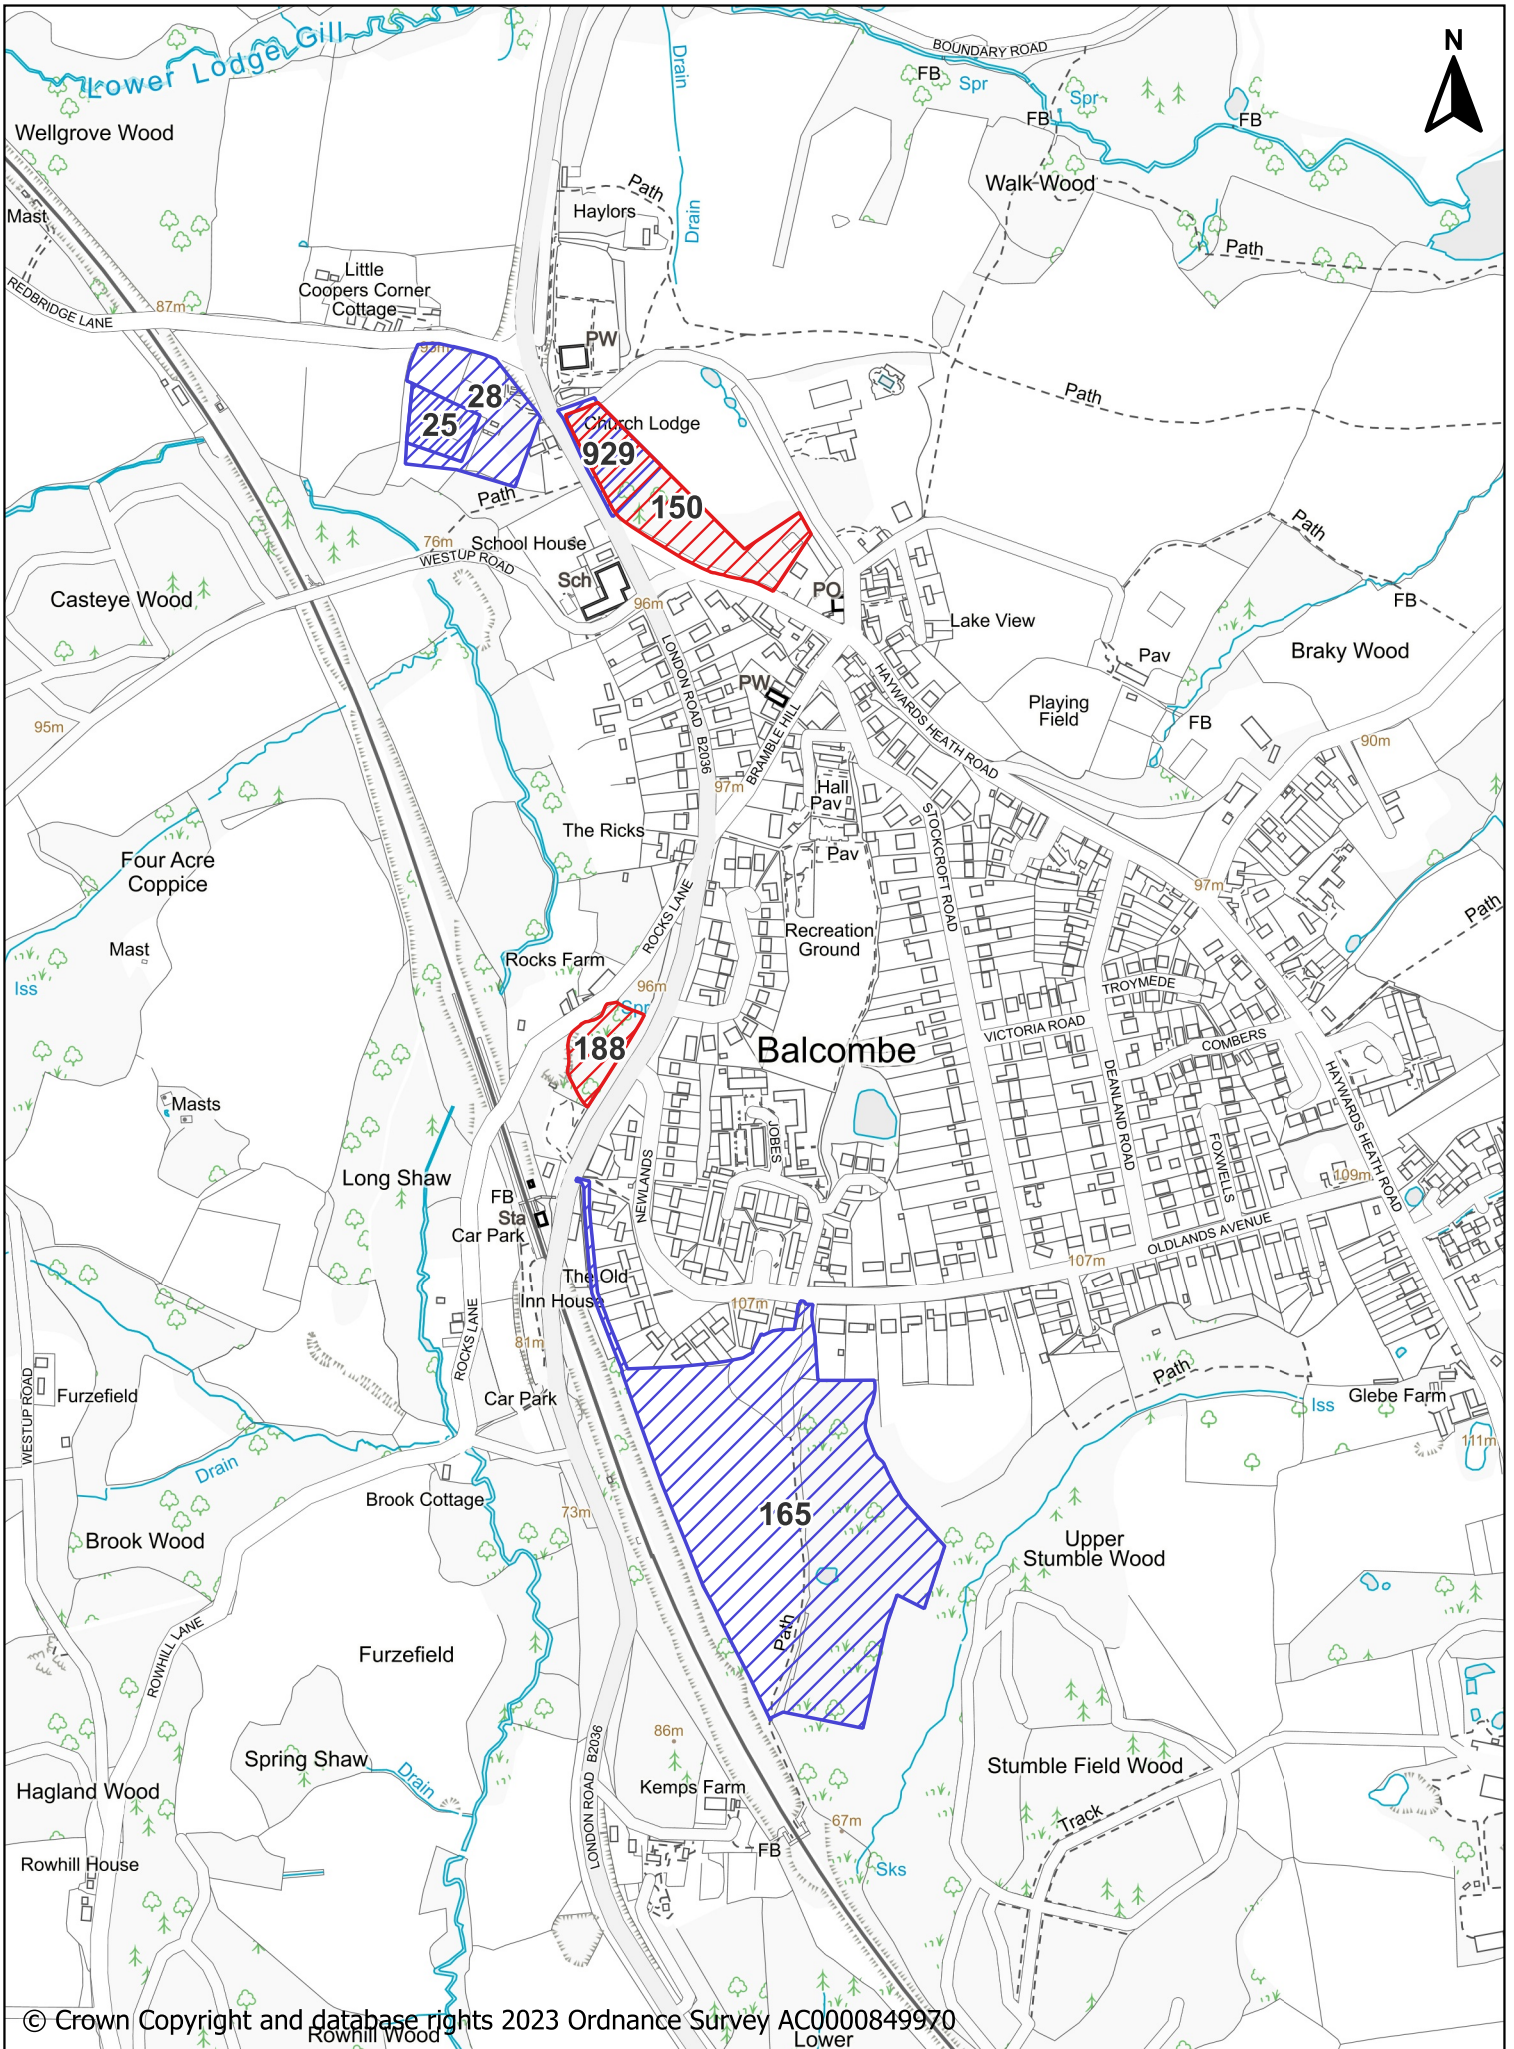 Lower Lodge Gill
Drain
BOUNDARY ROAD
N
FB
Spr
Spr
FB
FB
Wellgrove Wood
Path
Walk Wood
Mast
Haylors
Drain
Path
Little
Coopers Corner
Cottage
REDBRIDGE LANE
87m
93m
PW
Path
28
25
Church Lodge
929
150
Path
Path
76m
School House
WESTUP ROAD
Sch
PO
Casteye Wood
96m
FB
Lake View
LONDON ROAD B2036
Braky Wood
Pav
PW
HAYWARDS HEATH ROAD
Playing
Field
FB
95m
BRAMBLE HILL
90m
97m
Hall
Pav
STOCKCROFT ROAD
The Ricks
Pav
Four Acre
Coppice
97m
ROCKS LANE
Path
Recreation
Ground
Mast
Rocks Farm
Iss
96m
TROYMEDE
Spr
VICTORIA ROAD
188
Balcombe
COMBERS
DEANLAND ROAD
HAYWARDS HEATH ROAD
Masts
JOBES
FOXWELLS
Long Shaw
NEWLANDS
109m
FB
Sta
Car Park
OLDLANDS AVENUE
107m
The Old
Inn House
107m
ROCKS LANE
81m
Path
WESTUP ROAD
Furzefield
Car Park
Iss
Glebe Farm
111m
Drain
Brook Cottage
73m
165
Brook Wood
Upper
Stumble Wood
Path
ROWHILL LANE
Furzefield
86m
LONDON ROAD B2036
Spring Shaw
Drain
Stumble Field Wood
Hagland Wood
Kemps Farm
Track
67m
FB
Rowhill House
Sks
© Crown Copyright and database rights 2023 Ordnance Survey AC0000849970
Rowhill Wood
Lower